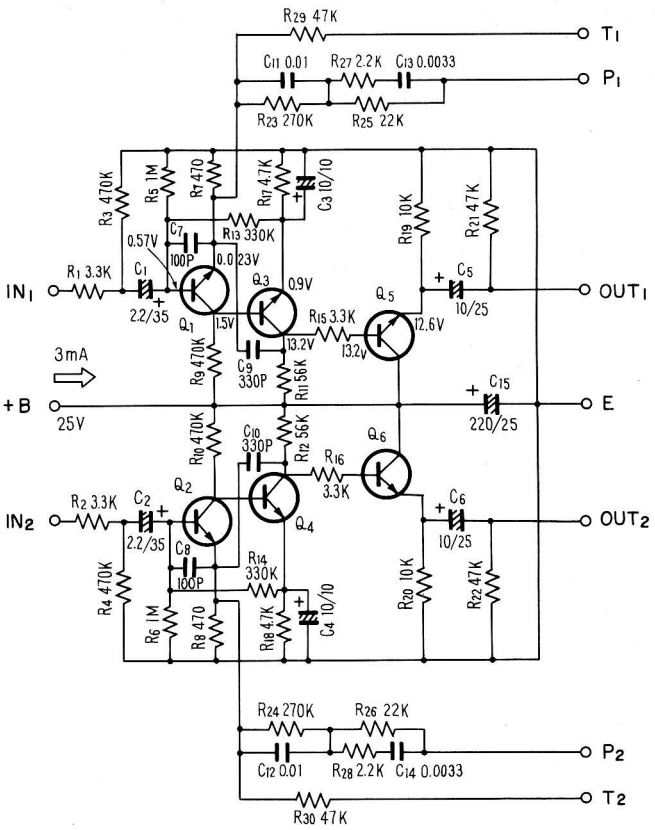 R29 47K
T1
C11 0.01
R27 2.2K
C13 0.0033
P1
R23 270K
R25 22K
R3 470K
R5 1M
R7 470
R17 4.7K
+
C3 10/10
R19 10K
R21 47K
R13 330K
C7
100P
0.57V
0.023V
Q3
0.9V
R1 3.3K
C1
+
IN1
2.2/35
Q1
1.5V
R15 3.3K
Q5
+
C5
10/25
OUT1
13.2V
13.2V
12.6V
R9 470K
C9
330P
R11 56K
3mA
+B
25V
+
C15
220/25
E
R10 470K
C10
330P
R12 56K
R16
3.3K
Q6
Q2
Q4
R2 3.3K
C2
+
IN2
2.2/35
+
C6
10/25
OUT2
C8
100P
R14
330K
R4 470K
R6 1M
R8 470
R18 4.7K
+
C4 10/10
R20 10K
R22 47K
R24 270K
R26 22K
C12 0.01
R28 2.2K
C14 0.0033
P2
T2
R30 47K